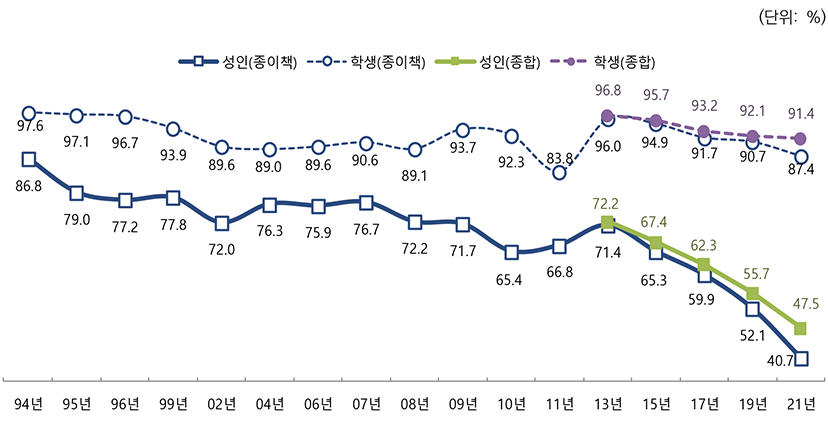 (단위: %)
성인(종이책) 학생(종이책) 성인(종합) 학생(종합)
96.8 95.7 93.2 92.1 91.4
97.6 97.1 96.7 93.9 89.6 89.0 89.6 90.6 89.1 93.7 92.3 83.8 96.0 94.9 91.7 90.7 87.4
72.2 67.4 62.3 55.7 47.5
86.8 79.0 77.2 77.8 72.0 76.3 75.9 76.7 72.2 71.7 65.4 66.8 71.4 65.3 59.9 52.1 40.7
94년 95년 96년 99년 02년 04년 06년 07년 08년 09년 10년 11년 13년 15년 17년 19년 21년